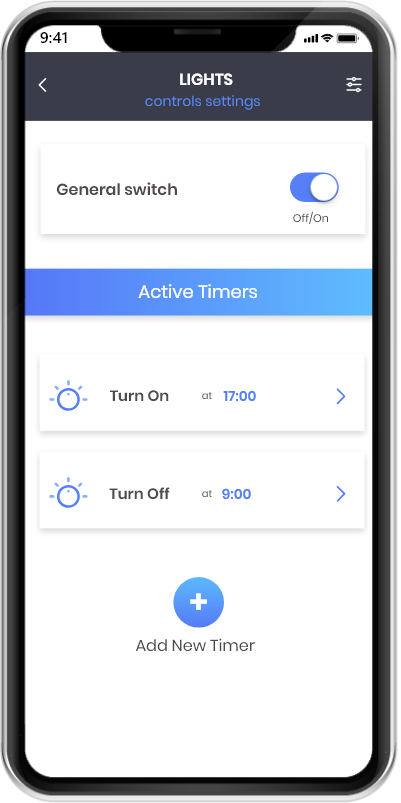 9:41
LIGHTS
controls settings
General switch
Off/On
Active Timers
Turn On at 17:00
Turn Off at 9:00
Add New Timer